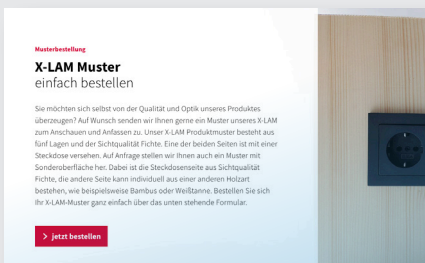 Musterbestellung
X-LAM Muster
einfach bestellen
Sie möchten sich selbst von der Qualität und Optik unseres Produktes
überzeugen? Auf Wunsch senden wir Ihnen gerne ein Muster unseres X-LAM
zum Anschauen und Anfassen zu. Unser X-LAM Produktmuster besteht aus
fünf Lagen und der Sichtqualität Fichte. Eine der beiden Seiten ist mit einer
Steckdose versehen. Auf Anfrage stellen wir Ihnen auch ein Muster mit
Sonderoberfläche her. Dabei ist die Steckdosenseite aus Sichtqualität
Fichte, die andere Seite kann individuell aus einer anderen Holzart
bestehen, wie beispielsweise Bambus oder Weißtanne. Bestellen Sie sich
Ihr X-LAM-Muster ganz einfach über das unten stehende Formular.
> jetzt bestellen